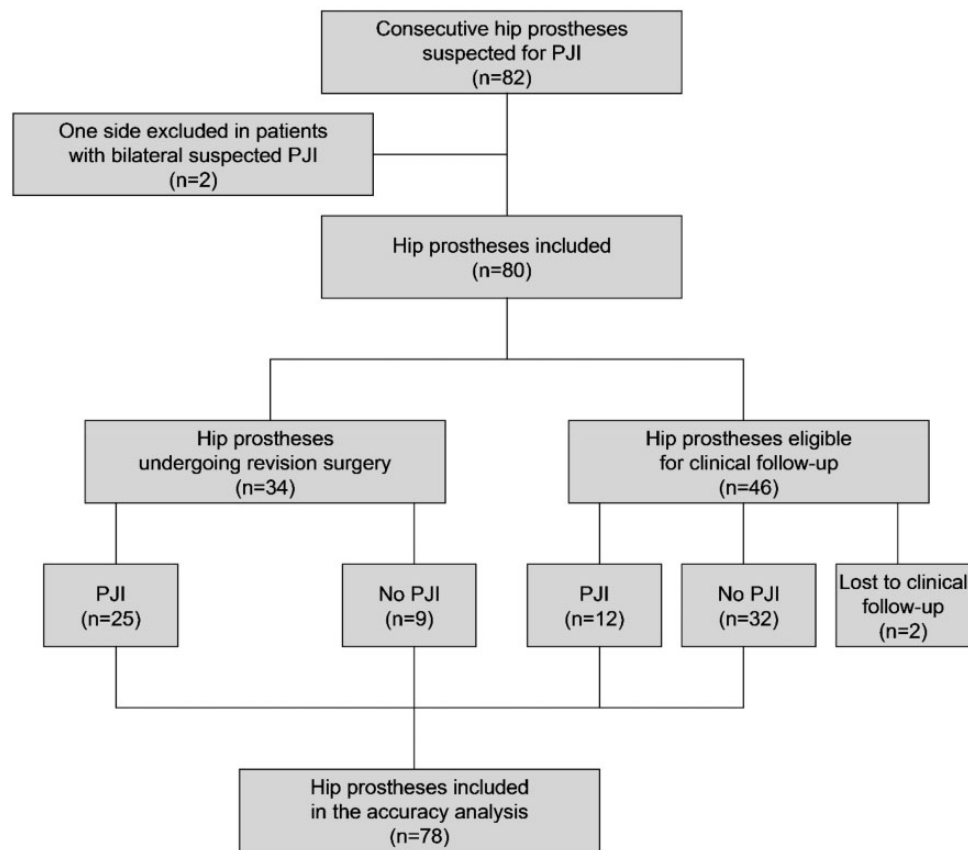 Consecutive hip prostheses
suspected for PJI
(n=82)
One side excluded in patients
with bilateral suspected PJI
(n=2)
Hip prostheses included
(n=80)
Hip prostheses
undergoing revision surgery
(n=34)
Hip prostheses eligible
for clinical follow-up
(n=46)
PJI
(n=25)
No PJI
(n=9)
PJI
(n=12)
No PJI
(n=32)
Lost to clinical
follow-up
(n=2)
Hip prostheses included
in the accuracy analysis
(n=78)